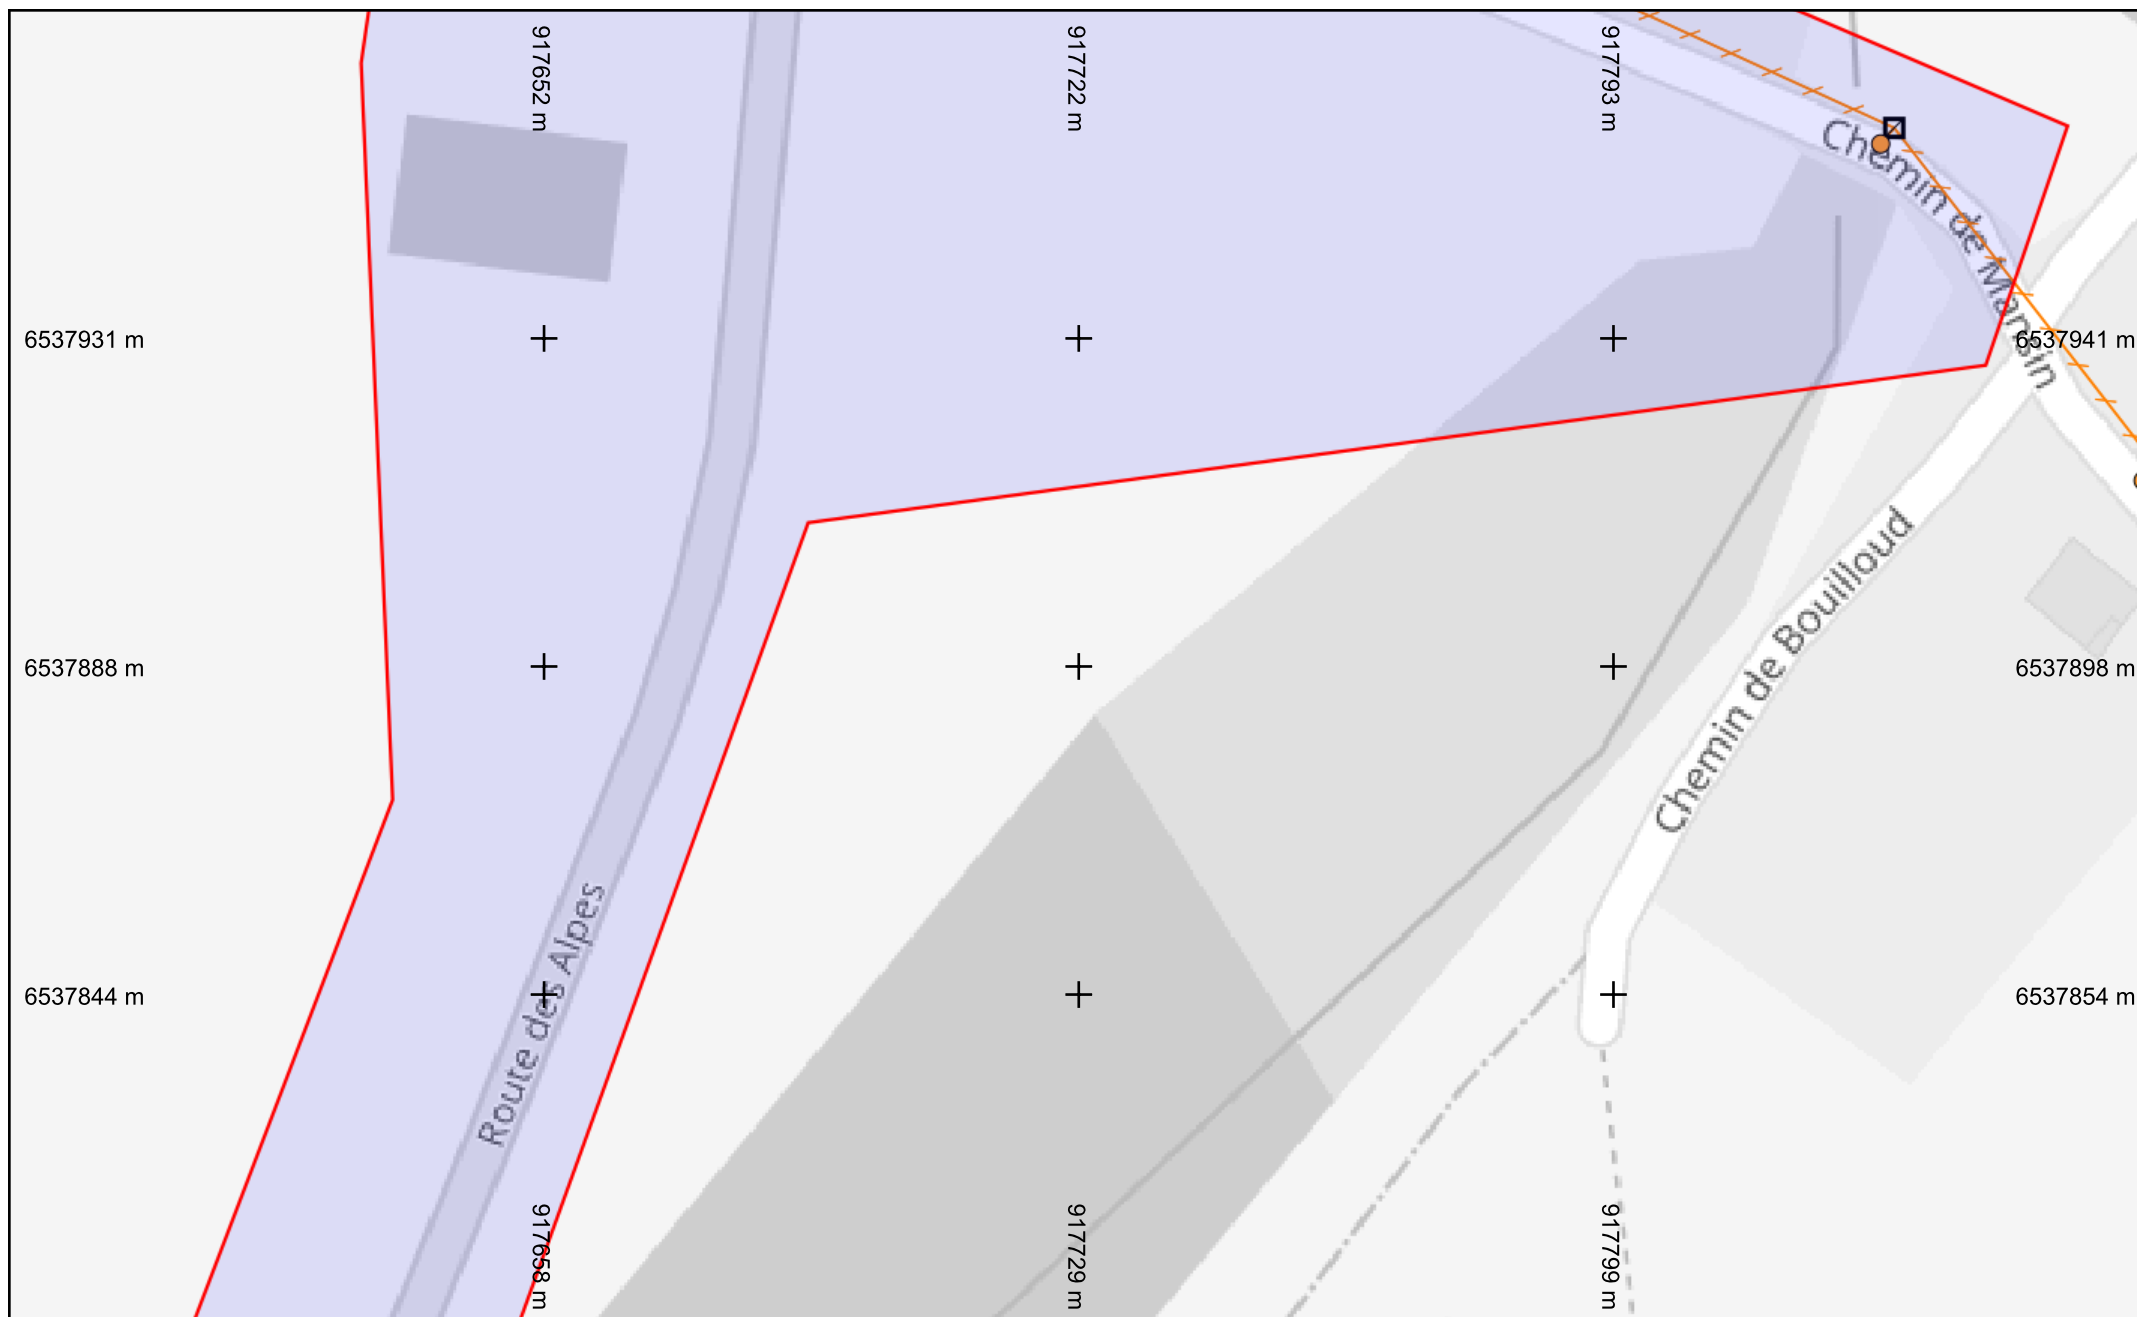 917652 m
917722 m
917793 m
Chemin de Mansin
6537931 m
6537941 m
Chemin de Bouilloud
6537888 m
6537898 m
Route des Alpes
6537844 m
6537854 m
917658 m
917729 m
917799 m